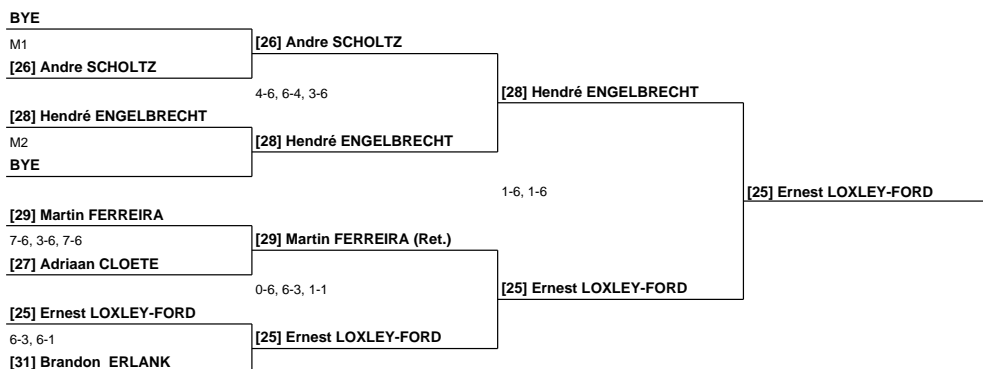 BYE
M1
[26] Andre SCHOLTZ
[26] Andre SCHOLTZ
4-6, 6-4, 3-6
[28] Hendré ENGELBRECHT
[28] Hendré ENGELBRECHT
M2
BYE
[28] Hendré ENGELBRECHT
1-6, 1-6
[25] Ernest LOXLEY-FORD
[29] Martin FERREIRA
7-6, 3-6, 7-6
[27] Adriaan CLOETE
[29] Martin FERREIRA (Ret.)
0-6, 6-3, 1-1
[25] Ernest LOXLEY-FORD
[25] Ernest LOXLEY-FORD
6-3, 6-1
[31] Brandon ERLANK
[25] Ernest LOXLEY-FORD